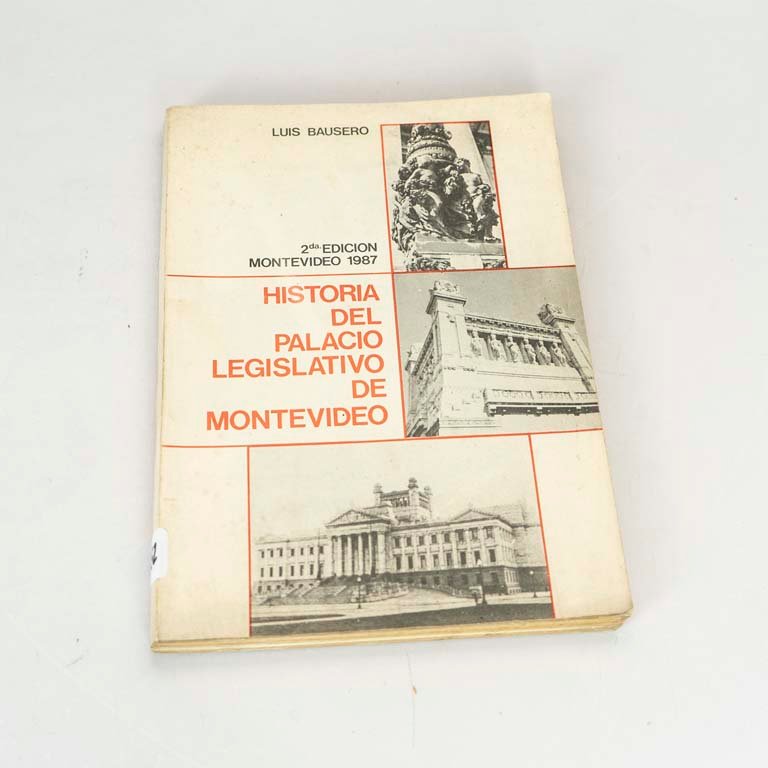 LUIS BAUSERO
2da. EDICION
MONTEVIDEO 1987
HISTORIA
DEL
PALACIO
LEGISLATIVO
DE
MONTEVIDEO